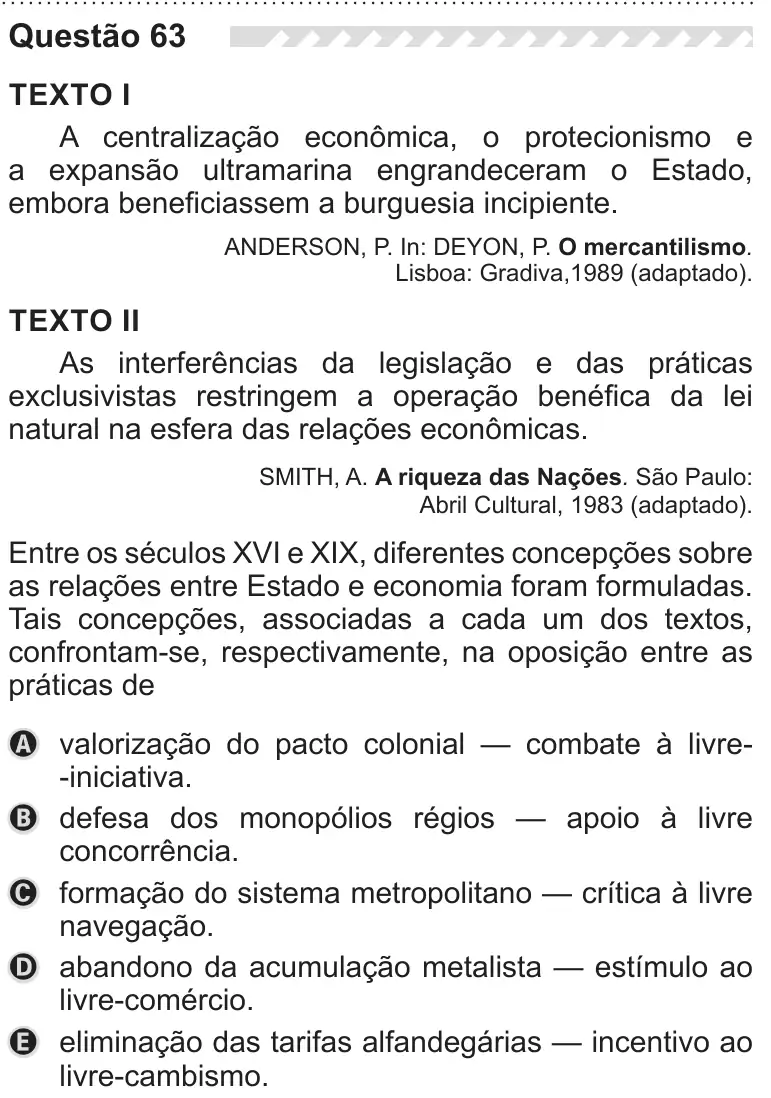 Questão 63
TEXTO I
A centralização econômica, o protecionismo e
a expansão ultramarina engrandeceram o Estado,
embora beneficiassem a burguesia incipiente.
ANDERSON, P. In: DEYON, P. O mercantilismo.
Lisboa: Gradiva,1989 (adaptado).
TEXTO II
As interferências da legislação e das práticas
exclusivistas restringem a operação benéfica da lei
natural na esfera das relações econômicas.
SMITH, A. A riqueza das Nações. São Paulo:
Abril Cultural, 1983 (adaptado).
Entre os séculos XVI e XIX, diferentes concepções sobre
as relações entre Estado e economia foram formuladas.
Tais concepções, associadas a cada um dos textos,
confrontam-se, respectivamente, na oposição entre as
práticas de
A valorização do pacto colonial — combate à livre-
-iniciativa.
B defesa dos monopólios régios — apoio à livre
concorrência.
C formação do sistema metropolitano — crítica à livre
navegação.
D abandono da acumulação metalista — estímulo ao
livre-comércio.
E eliminação das tarifas alfandegárias — incentivo ao
livre-cambismo.